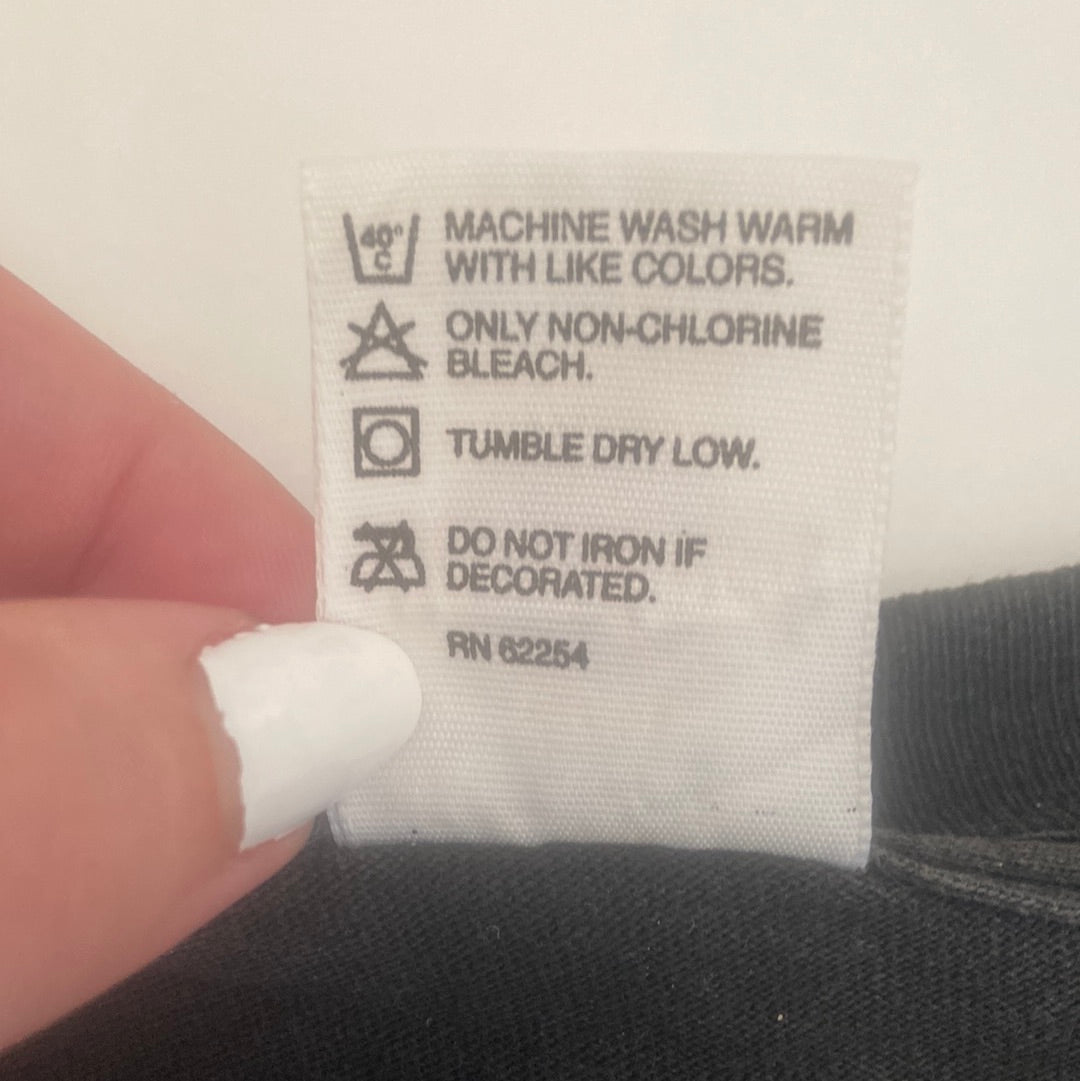 40°
C
MACHINE WASH WARM
WITH LIKE COLORS.
ONLY NON-CHLORINE
BLEACH.
TUMBLE DRY LOW.
DO NOT IRON IF
DECORATED.
RN 62254